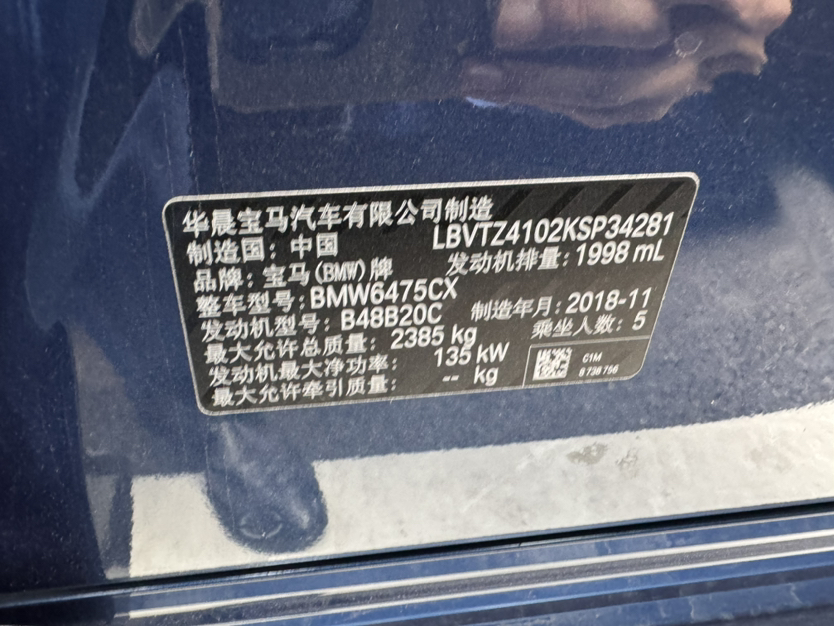 华晨宝马汽车有限公司制造
制造国：中国
LBVTZ4102KSP34281
品牌：宝马(BMW)牌
发动机排量：1998 mL
整车型号：BMW6475CX
发动机型号：B48B20C
制造年月：2018-11
最大允许总质量：2385 kg
乘坐人数：5
发动机最大净功率：135 kW
最大允许牵引质量：-- kg
C1M
8 738 756